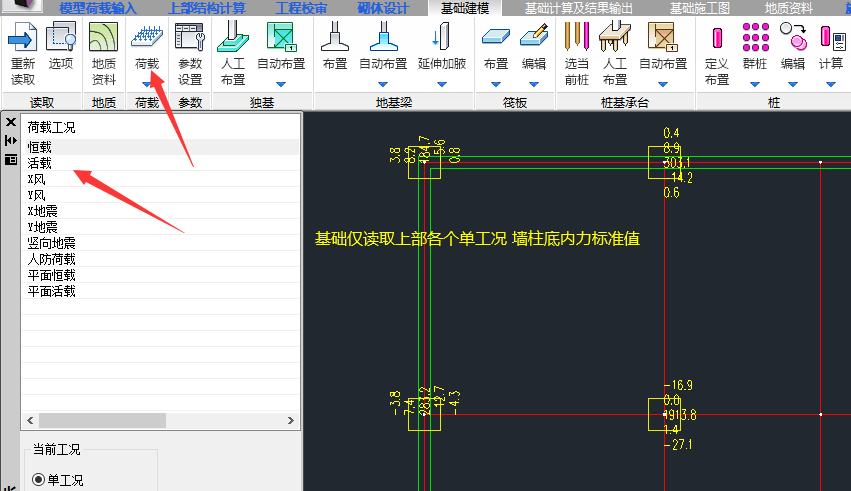 模型荷载输入 上部结构计算 工程校审 砌体设计 基础建模 基础计算及结果输出 基础施工图 地质资料
重新读取 选项 地质资料 荷载 参数设置 人工布置 自动布置 布置 自动布置 延伸加腋 布置 编辑 选当前桩 人工布置 自动布置 定义布置 群桩 编辑 计算
读取 地质 荷载 参数 独基 地基梁 筏板 桩基承台 桩
荷载工况
恒载
活载
X风
Y风
X地震
Y地震
竖向地震
人防荷载
平面恒载
平面活载
当前工况
单工况
3.8
5.6
0.8
0.4
8.9
303.1
14.2
0.6
基础仅读取上部各个单工况 墙柱底内力标准值
-3.8
7.4
283.2
12.7
-4.3
-16.9
0.0
1.4
-27.1